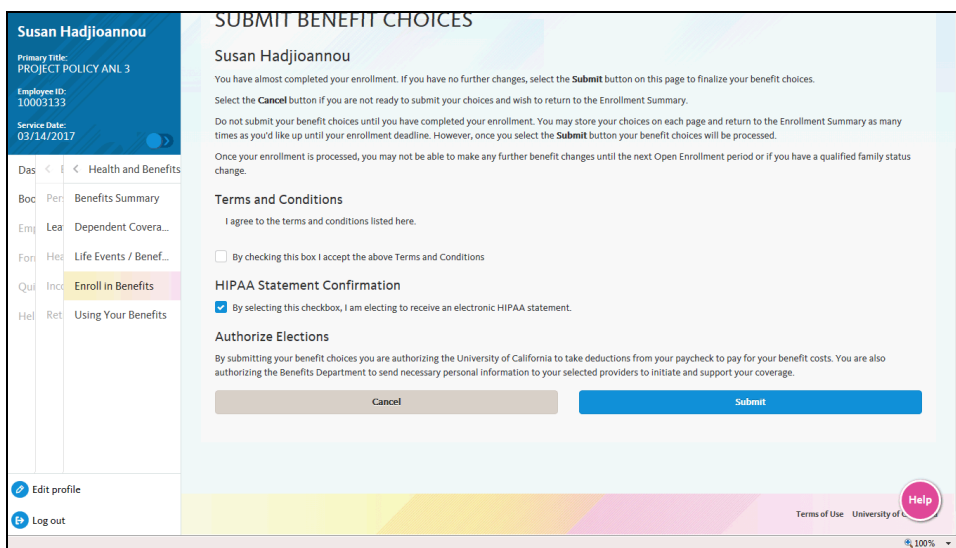 Susan Hadjioannou
Primary Title:
PROJECT POLICY ANL 3
Employee ID:
10003133
Service Date:
03/14/2017
Das
Boo
Emp
For
Qui
Hel
Per
Lea
Hea
Inco
Ret
Health and Benefits
Benefits Summary
Dependent Covera...
Life Events / Benef...
Enroll in Benefits
Using Your Benefits
Edit profile
Log out
SUBMIT BENEFIT CHOICES
Susan Hadjioannou
You have almost completed your enrollment. If you have no further changes, select the Submit button on this page to finalize your benefit choices.
Select the Cancel button if you are not ready to submit your choices and wish to return to the Enrollment Summary.
Do not submit your benefit choices until you have completed your enrollment. You may store your choices on each page and return to the Enrollment Summary as many
times as you'd like up until your enrollment deadline. However, once you select the Submit button your benefit choices will be processed.
Once your enrollment is processed, you may not be able to make any further benefit changes until the next Open Enrollment period or if you have a qualified family status
change.
Terms and Conditions
I agree to the terms and conditions listed here.
By checking this box I accept the above Terms and Conditions
HIPAA Statement Confirmation
By selecting this checkbox, I am electing to receive an electronic HIPAA statement.
Authorize Elections
By submitting your benefit choices you are authorizing the University of California to take deductions from your paycheck to pay for your benefit costs. You are also
authorizing the Benefits Department to send necessary personal information to your selected providers to initiate and support your coverage.
Cancel
Submit
Help
Terms of Use University of
100%